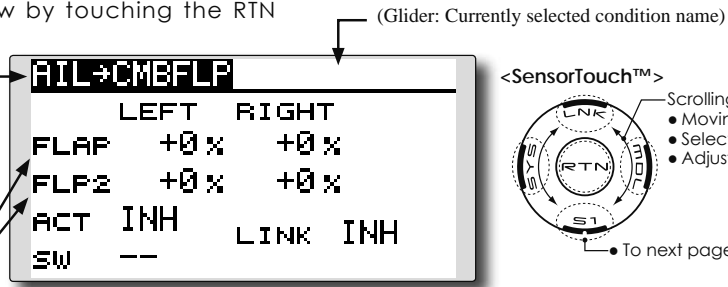 w by touching the RTN
(Glider: Currently selected condition name)
AIL→CMBFLP
LEFT RIGHT
FLAP +0% +0%
FLP2 +0% +0%
ACT INH
LINK INH
SW --
<SensorTouch™>
Scrolling
• Movin
• Selec
• Adjus
LNK
SYS
RTN
MDL
S1
• To next page